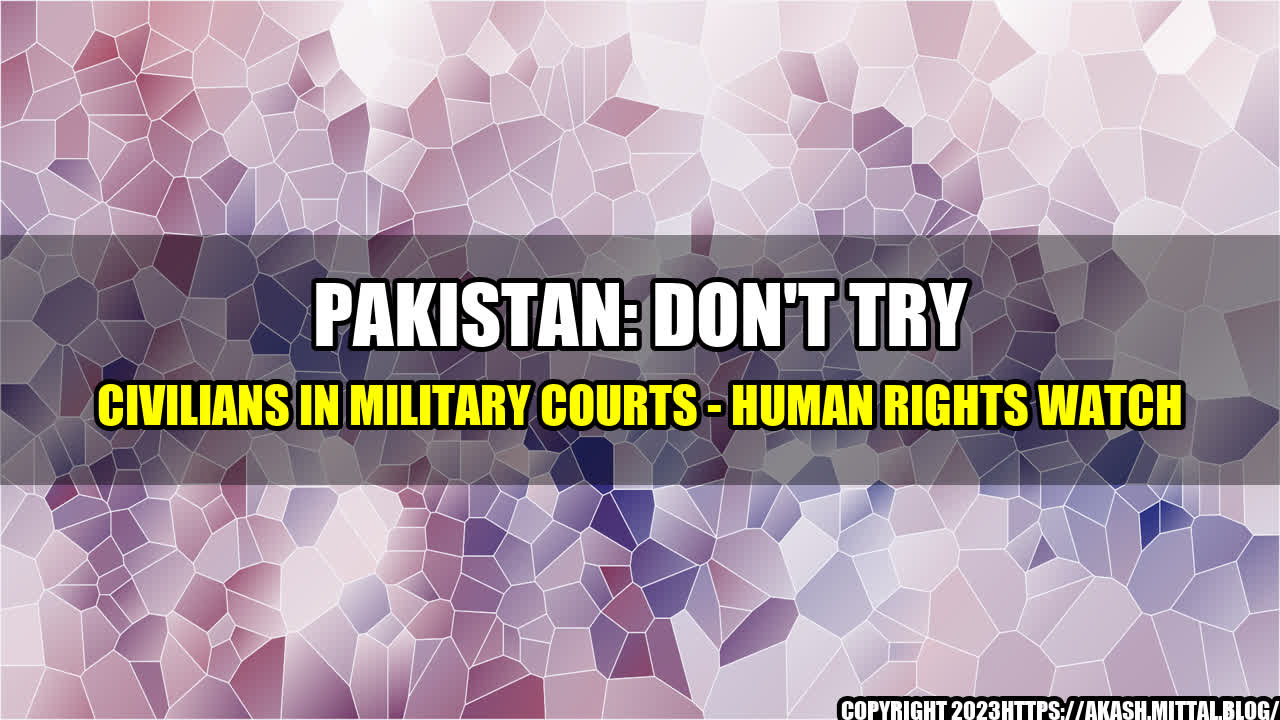 PAKISTAN: DON'T TRY
CIVILIANS IN MILITARY COURTS - HUMAN RIGHTS WATCH
COPYRIGHT 2023HTTPS://AKASH.MITTAL.BLOG/